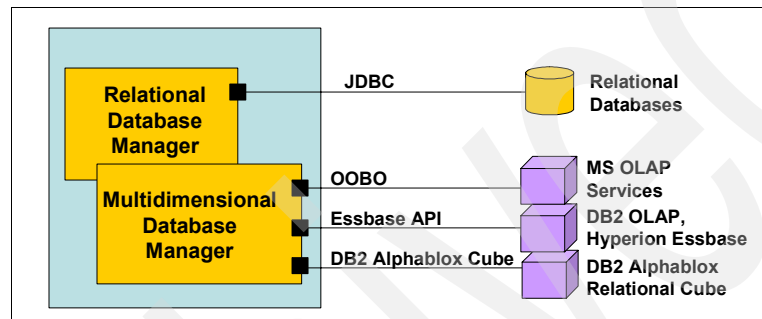 Relational
Database
Manager
JDBC
Relational
Databases
Multidimensional
Database
Manager
OOBO
MS OLAP
Services
Essbase API
DB2 OLAP,
Hyperion Essbase
DB2 Alphablox Cube
DB2 Alphablox
Relational Cube